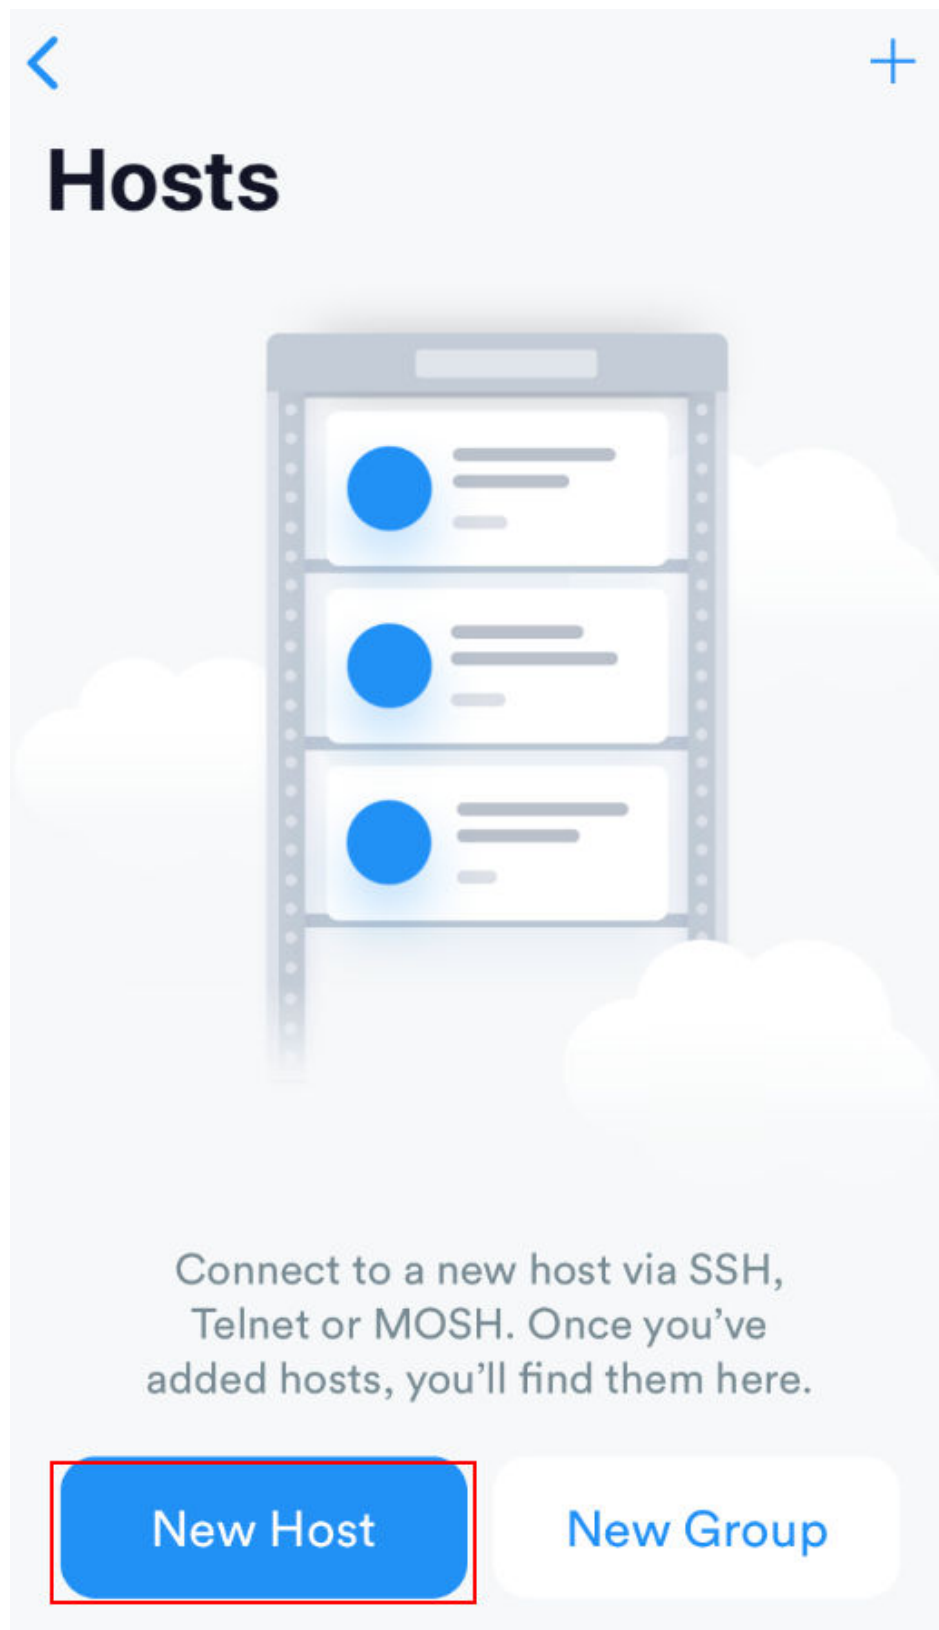 Hosts
Connect to a new host via SSH,
Telnet or MOSH. Once you’ve
added hosts, you’ll find them here.
New Host
New Group